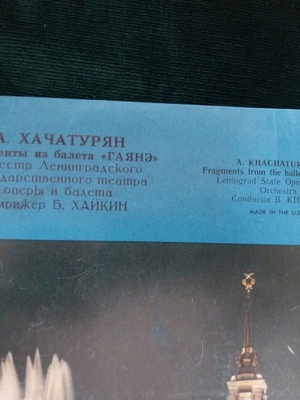 А. ХАЧАТУРЯН
енты из балета «ГАЯНЭ»
естр Ленинградского
дарственного театра
оперы и балета
ирижер Б. ХАЙКИН
A. KHACHATUR
Fragments from the balle
Leningrad State Ope
Orchestra
Conductor B. KH
MADE IN THE U.S